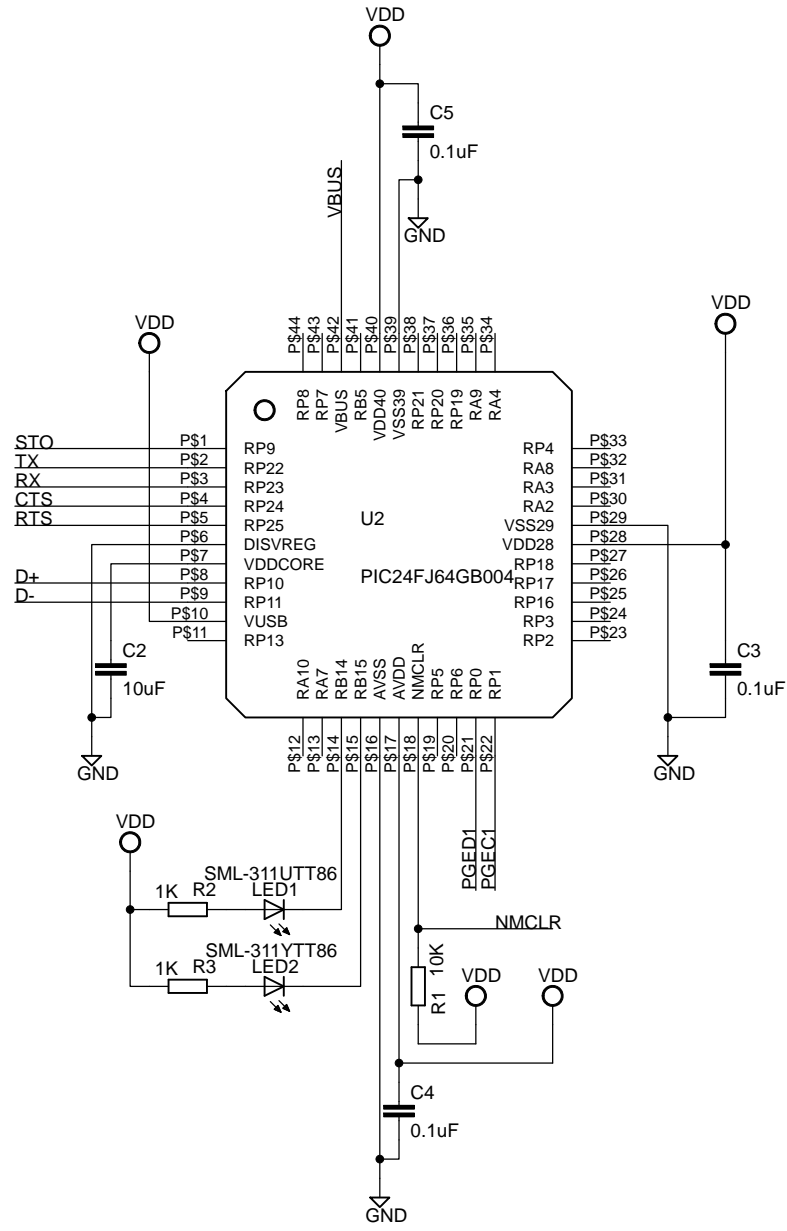 VDD
C5
0.1uF
VBUS
GND
VDD
VDD
P$44 P$43 P$42 P$41 P$40 P$39 P$38 P$37 P$36 P$35 P$34
RP8 RP7 VBUS RB5 VDD40 VSS39 RP21 RP20 RP19 RA9 RA4
STO P$1 RP9 RP4 P$33
TX P$2 RP22 RA8 P$32
RX P$3 RP23 RA3 P$31
CTS P$4 RP24 RA2 P$30
RTS P$5 RP25 U2 VSS29 P$29
P$6 DISVREG VDD28 P$28
P$7 VDDCORE RP18 P$27
D+ P$8 RP10 PIC24FJ64GB004 RP17 P$26
D- P$9 RP11 RP16 P$25
P$10 VUSB RP3 P$24
P$11 RP13 RP2 P$23
C2
10uF
C3
0.1uF
RA10 RA7 RB14 RB15 AVSS AVDD NMCLR RP5 RP6 RP0 RP1
P$12 P$13 P$14 P$15 P$16 P$17 P$18 P$19 P$20 P$21 P$22
GND
GND
VDD
PGED1 PGEC1
SML-311UTT86
1K R2 LED1
NMCLR
SML-311YTT86
1K R3 LED2
R1 10K
VDD
VDD
C4
0.1uF
GND